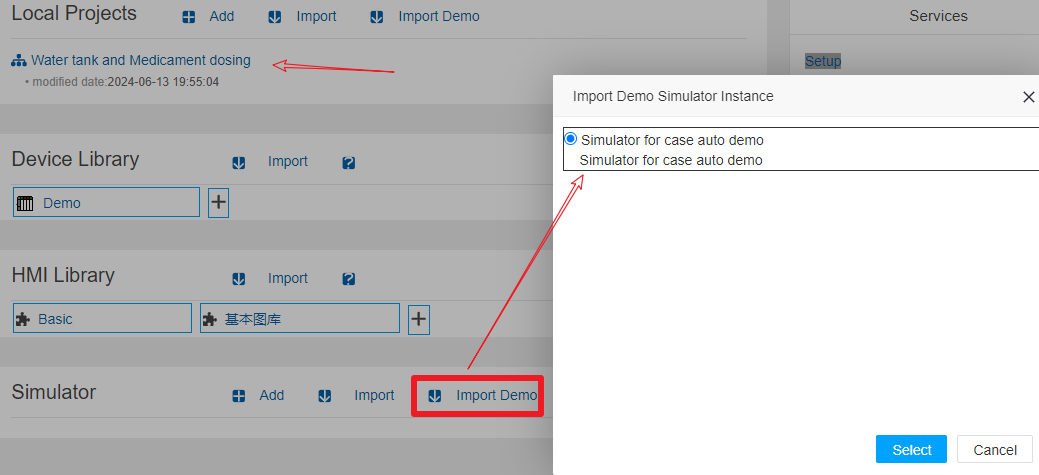 Local Projects Add Import Import Demo
Services
Water tank and Medicament dosing
Setup
• modified date:2024-06-13 19:55:04
Import Demo Simulator Instance
Simulator for case auto demo
Simulator for case auto demo
Device Library Import
Demo
HMI Library Import
Basic 基本图库
Simulator Add Import Import Demo
Select Cancel